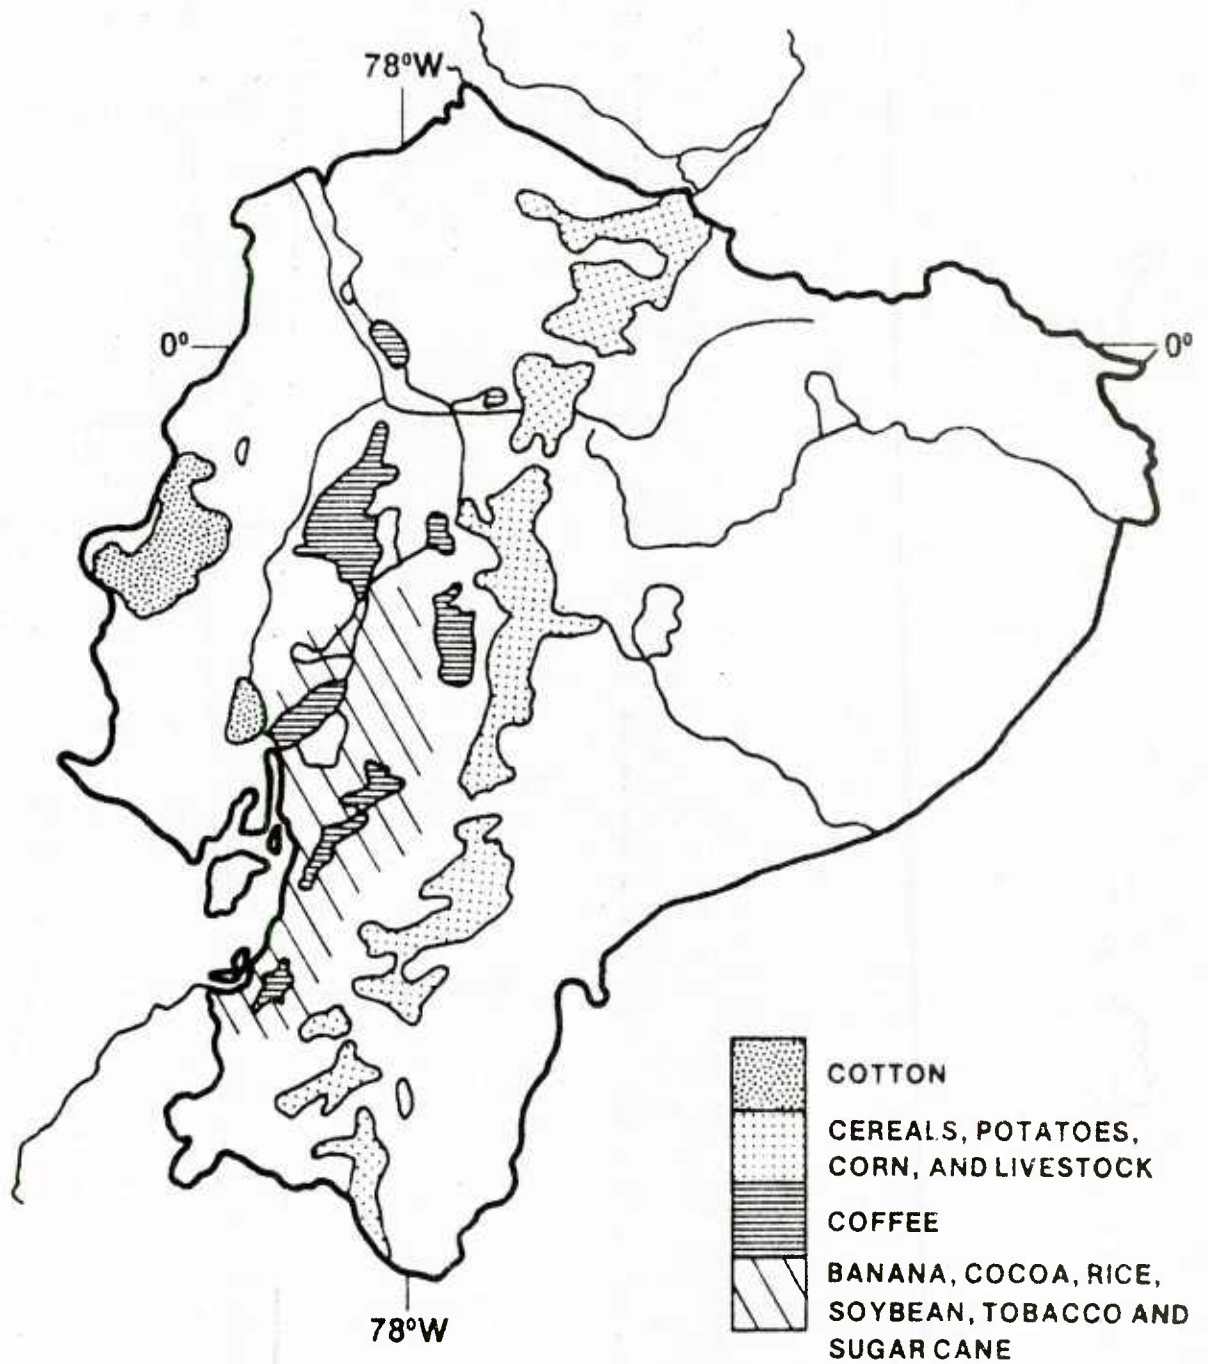 78°W
0°
0°
COTTON
CEREALS, POTATOES,
CORN, AND LIVESTOCK
COFFEE
BANANA, COCOA, RICE,
SOYBEAN, TOBACCO AND
SUGAR CANE
78°W